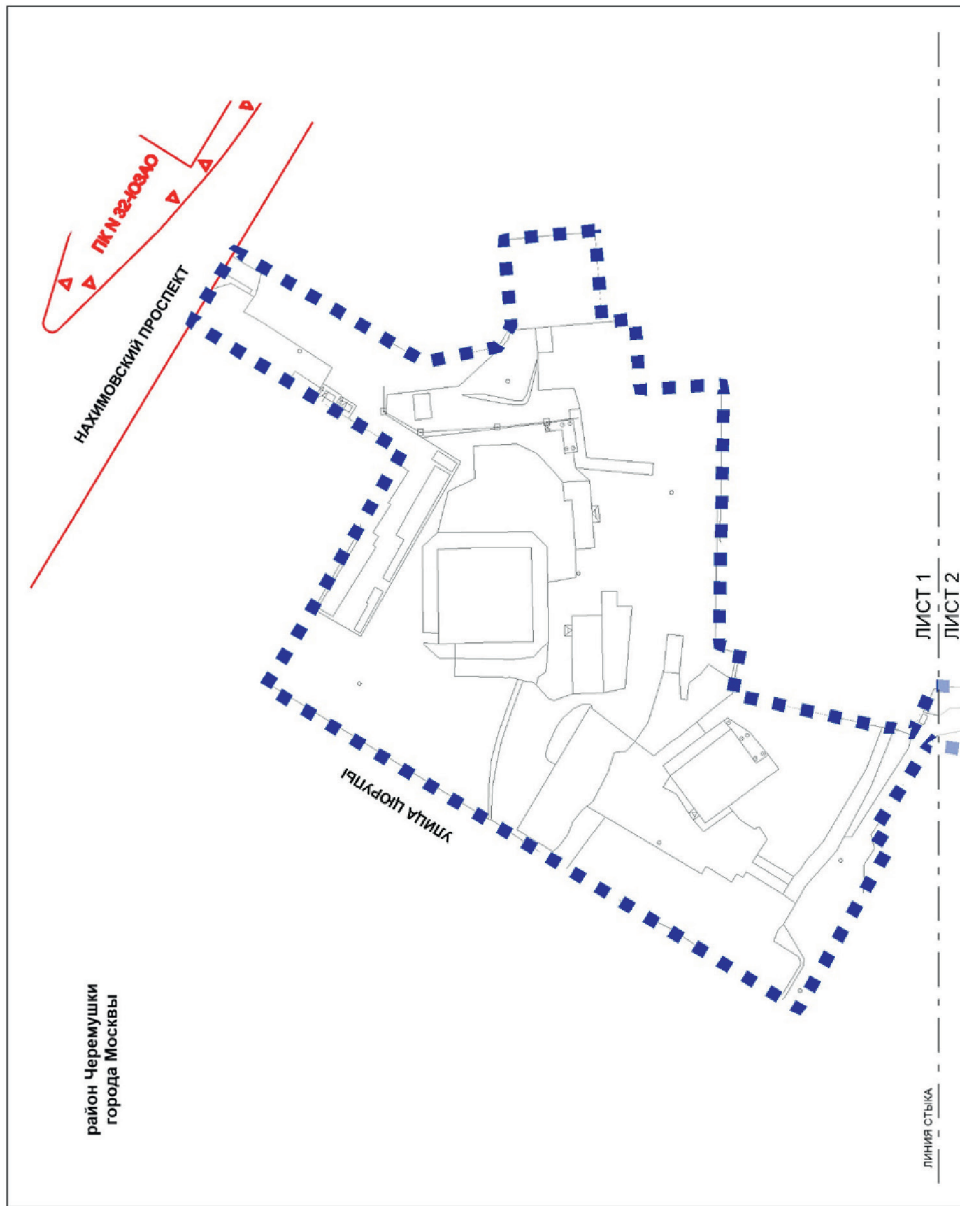 ПК N 32-ЮЗАО
НАХИМОВСКИЙ ПРОСПЕКТ
УЛИЦА ЦЮРУПЫ
район Черемушки
города Москвы
ЛИНИЯ СТЫКА
ЛИСТ 1
ЛИСТ 2